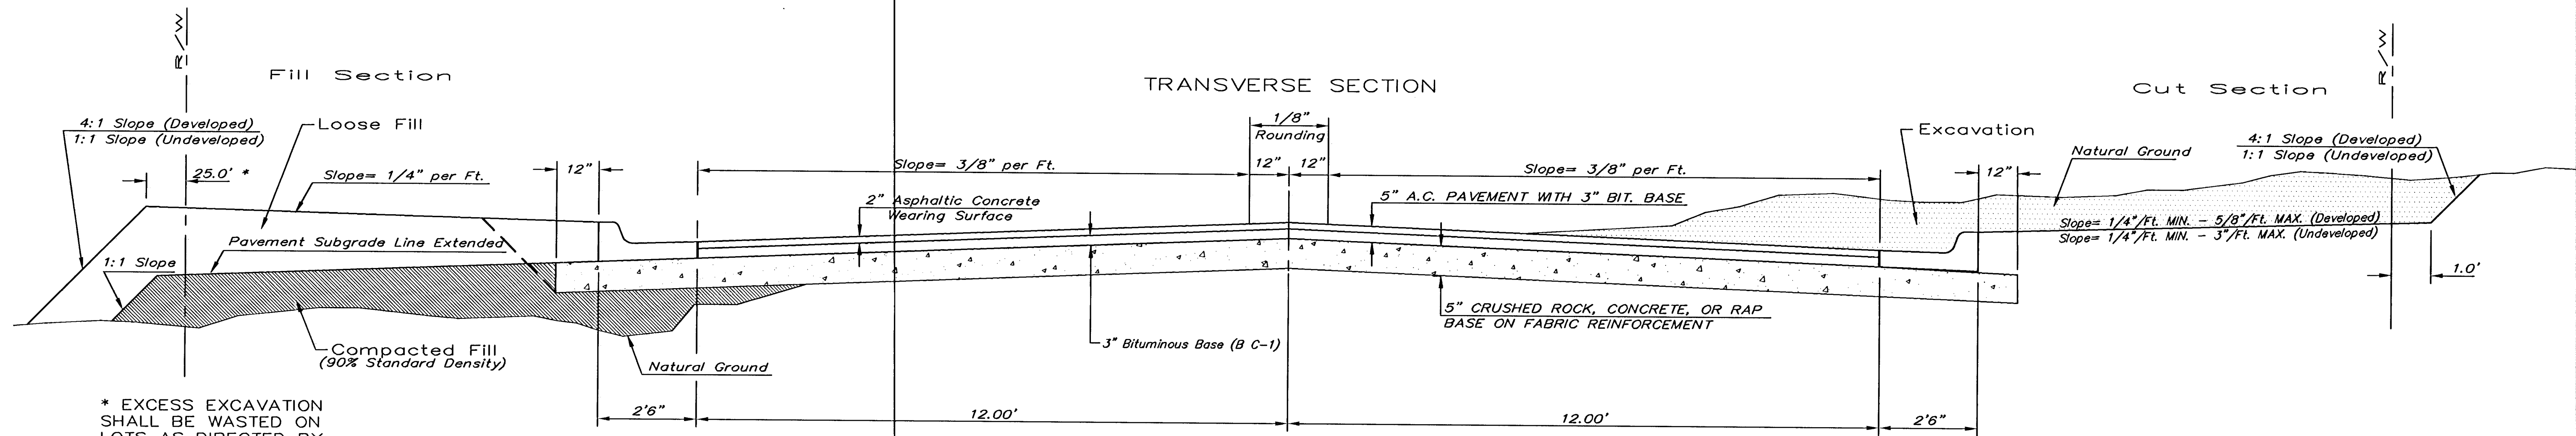 R/W
Fill Section
TRANSVERSE SECTION
Cut Section
R/W
4:1 Slope (Developed)
1:1 Slope (Undeveloped)
Loose Fill
25.0' *
Slope= 1/4" per Ft.
12"
Slope= 3/8" per Ft.
1/8"
Rounding
12"
12"
Slope= 3/8" per Ft.
Excavation
Natural Ground
4:1 Slope (Developed)
1:1 Slope (Undeveloped)
12"
2" Asphaltic Concrete
Wearing Surface
5" A.C. PAVEMENT WITH 3" BIT. BASE
Slope= 1/4"/Ft. MIN. - 5/8"/Ft. MAX. (Developed)
Slope= 1/4"/Ft. MIN. - 3"/Ft. MAX. (Undeveloped)
Pavement Subgrade Line Extended
1:1 Slope
1.0'
5" CRUSHED ROCK, CONCRETE, OR RAP
BASE ON FABRIC REINFORCEMENT
3" Bituminous Base (B C-1)
Compacted Fill
(90% Standard Density)
Natural Ground
2'6"
12.00'
12.00'
2'6"
* EXCESS EXCAVATION
SHALL BE WASTED ON
LOTS AS DIRECTED BY